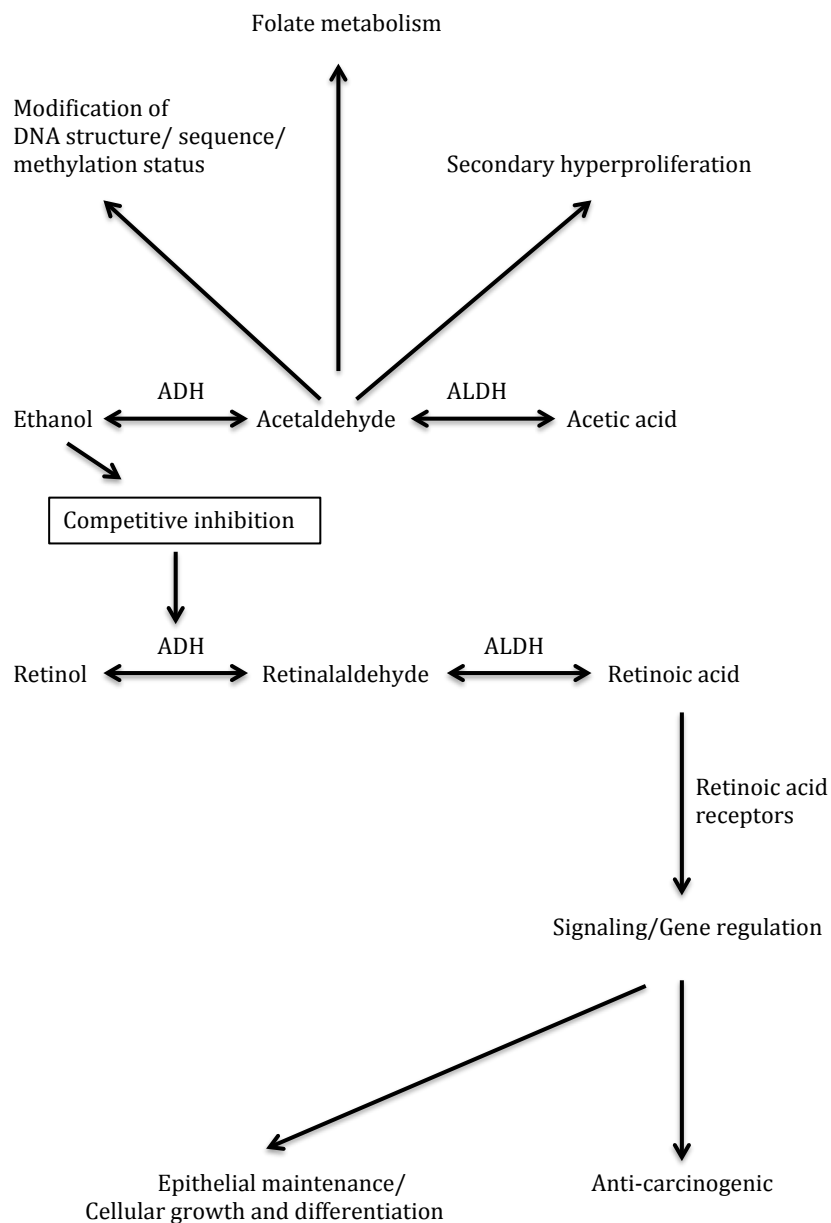 Folate metabolism
Modification of
DNA structure/ sequence/
methylation status
Secondary hyperproliferation
ADH
ALDH
Ethanol
Acetaldehyde
Acetic acid
Competitive inhibition
ADH
ALDH
Retinol
Retinalaldehyde
Retinoic acid
Retinoic acid
receptors
Signaling/Gene regulation
Epithelial maintenance/
Cellular growth and differentiation
Anti-carcinogenic